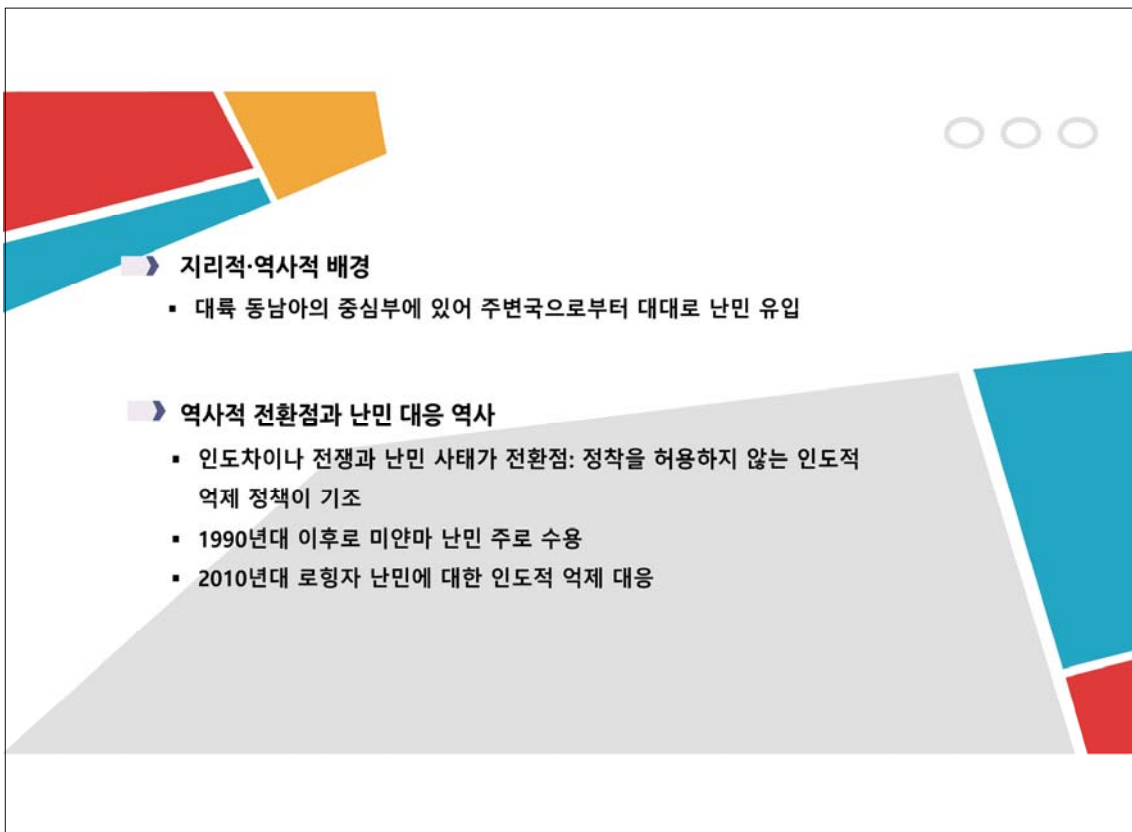 지리적·역사적 배경
▪ 대륙 동남아의 중심부에 있어 주변국으로부터 대대로 난민 유입
역사적 전환점과 난민 대응 역사
▪ 인도차이나 전쟁과 난민 사태가 전환점: 정착을 허용하지 않는 인도적
억제 정책이 기조
▪ 1990년대 이후로 미얀마 난민 주로 수용
▪ 2010년대 로힝자 난민에 대한 인도적 억제 대응